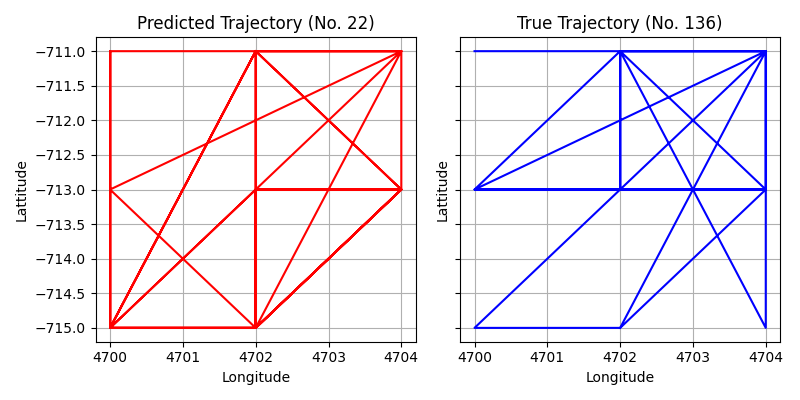 Predicted Trajectory (No. 22)
True Trajectory (No. 136)
Lattitude
−711.0
−711.5
−712.0
−712.5
−713.0
−713.5
−714.0
−714.5
−715.0
4700 4701 4702 4703 4704
Longitude
Lattitude
4700 4701 4702 4703 4704
Longitude